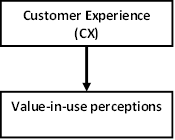 Customer Experience
(CX)
Value-in-use perceptions